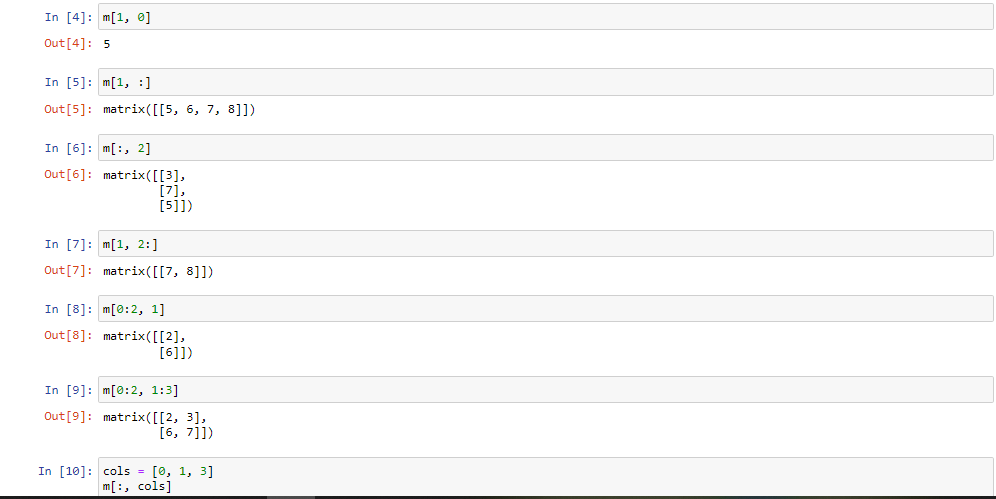 In [4]: m[1, 0]
Out[4]: 5
In [5]: m[1, :]
Out[5]: matrix([[5, 6, 7, 8]])
In [6]: m[:, 2]
Out[6]: matrix([[3],
[7],
[5]])
In [7]: m[1, 2:]
Out[7]: matrix([[7, 8]])
In [8]: m[0:2, 1]
Out[8]: matrix([[2],
[6]])
In [9]: m[0:2, 1:3]
Out[9]: matrix([[2, 3],
[6, 7]])
In [10]: cols = [0, 1, 3]
m[:, cols]